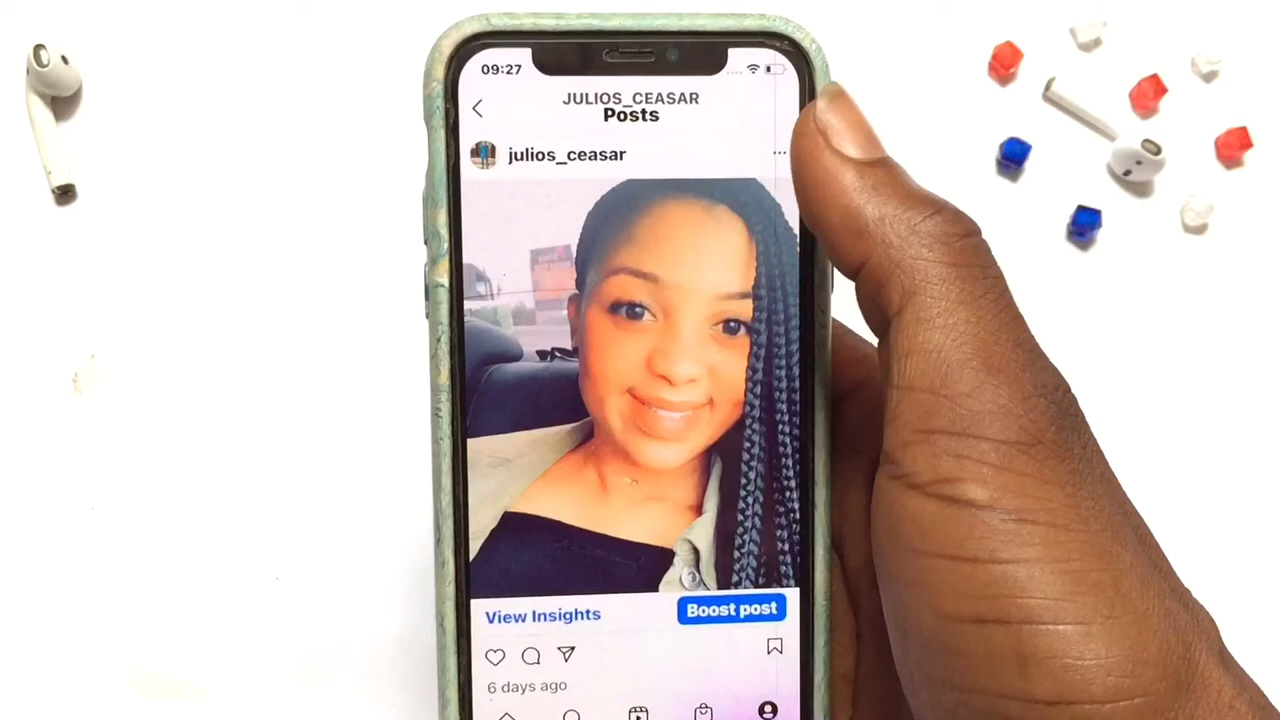 09:27
JULIOS_CEASAR
Posts
julios_ceasar
View Insights
Boost post
6 days ago